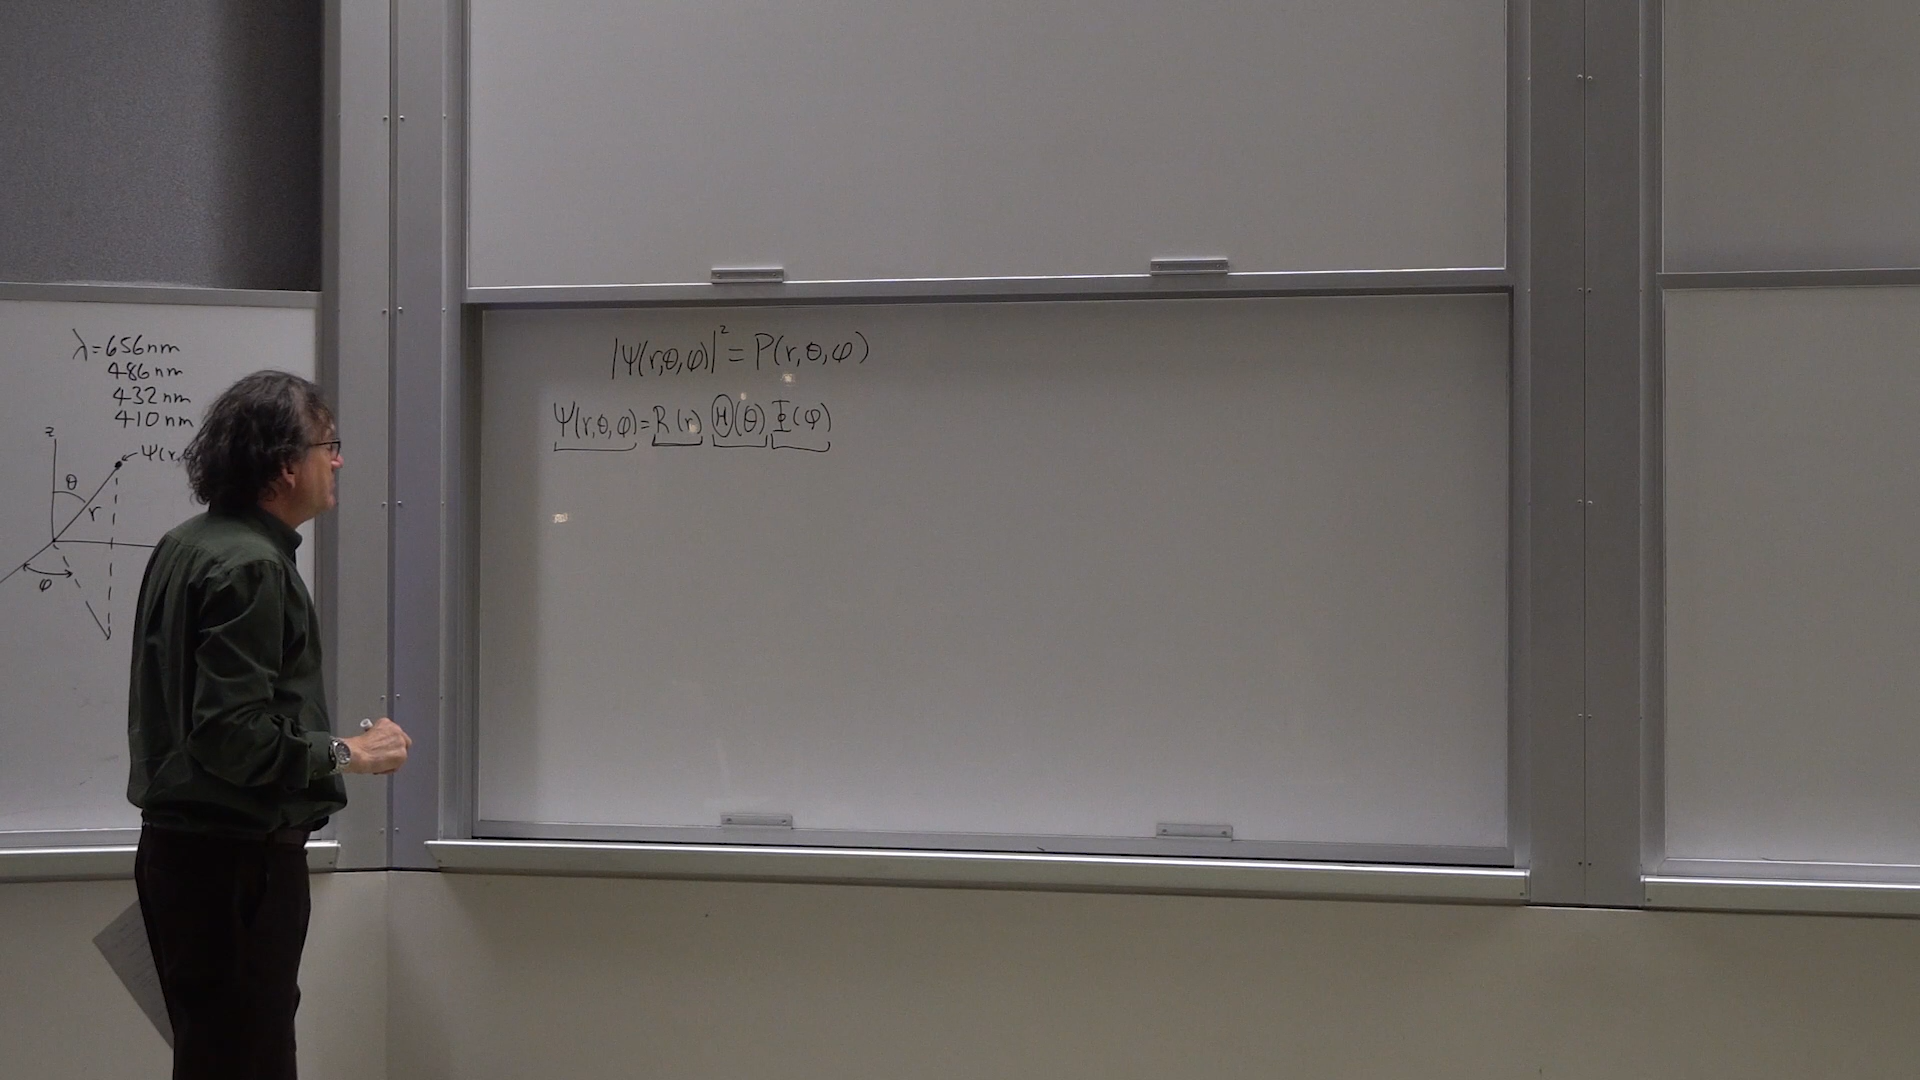 λ=656nm
486nm
432nm
410nm
z
θ
r
φ
ψ(r,
|Ψ(r,θ,φ)|²=P(r,θ,φ)
Ψ(r,θ,φ)=R(r) Θ(θ) Φ(φ)